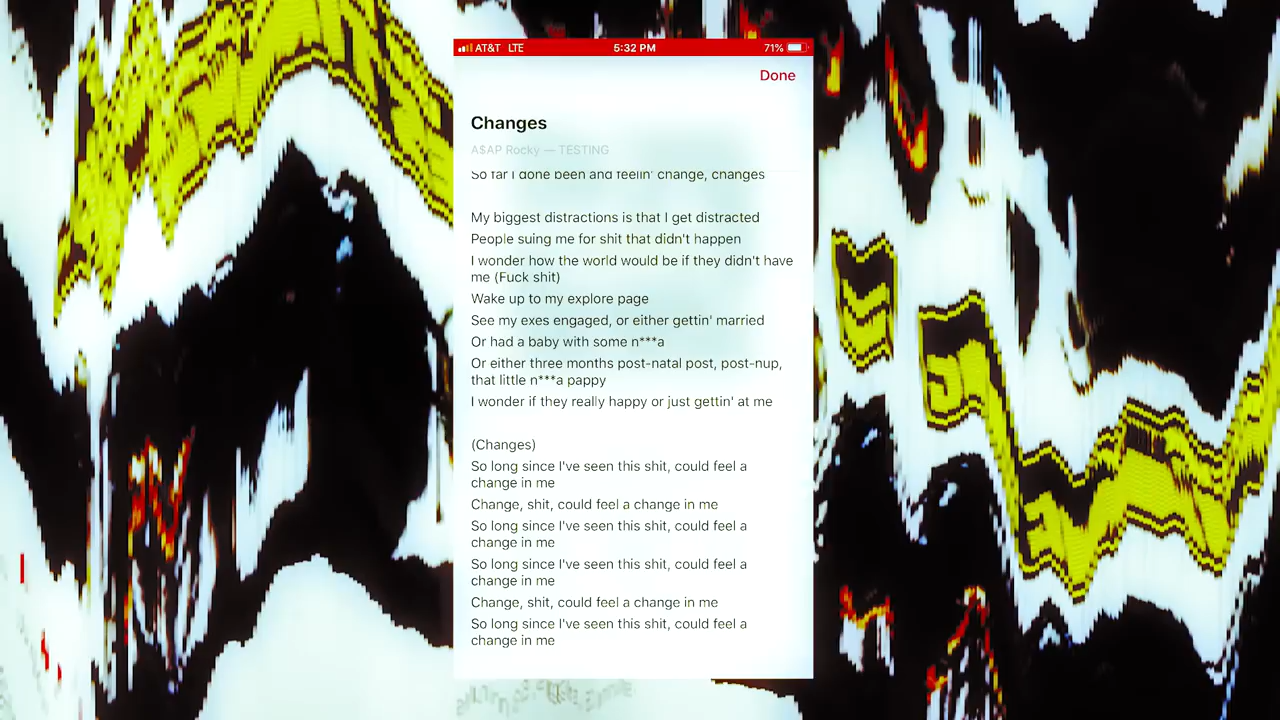 AT&T LTE 5:32 PM 71%
Done
Changes
A$AP Rocky — TESTING
So far I done been and feelin' change, changes
My biggest distractions is that I get distracted
People suing me for shit that didn't happen
I wonder how the world would be if they didn't have
me (Fuck shit)
Wake up to my explore page
See my exes engaged, or either gettin' married
Or had a baby with some n***a
Or either three months post-natal post, post-nup,
that little n***a pappy
I wonder if they really happy or just gettin' at me
(Changes)
So long since I've seen this shit, could feel a
change in me
Change, shit, could feel a change in me
So long since I've seen this shit, could feel a
change in me
So long since I've seen this shit, could feel a
change in me
Change, shit, could feel a change in me
So long since I've seen this shit, could feel a
change in me